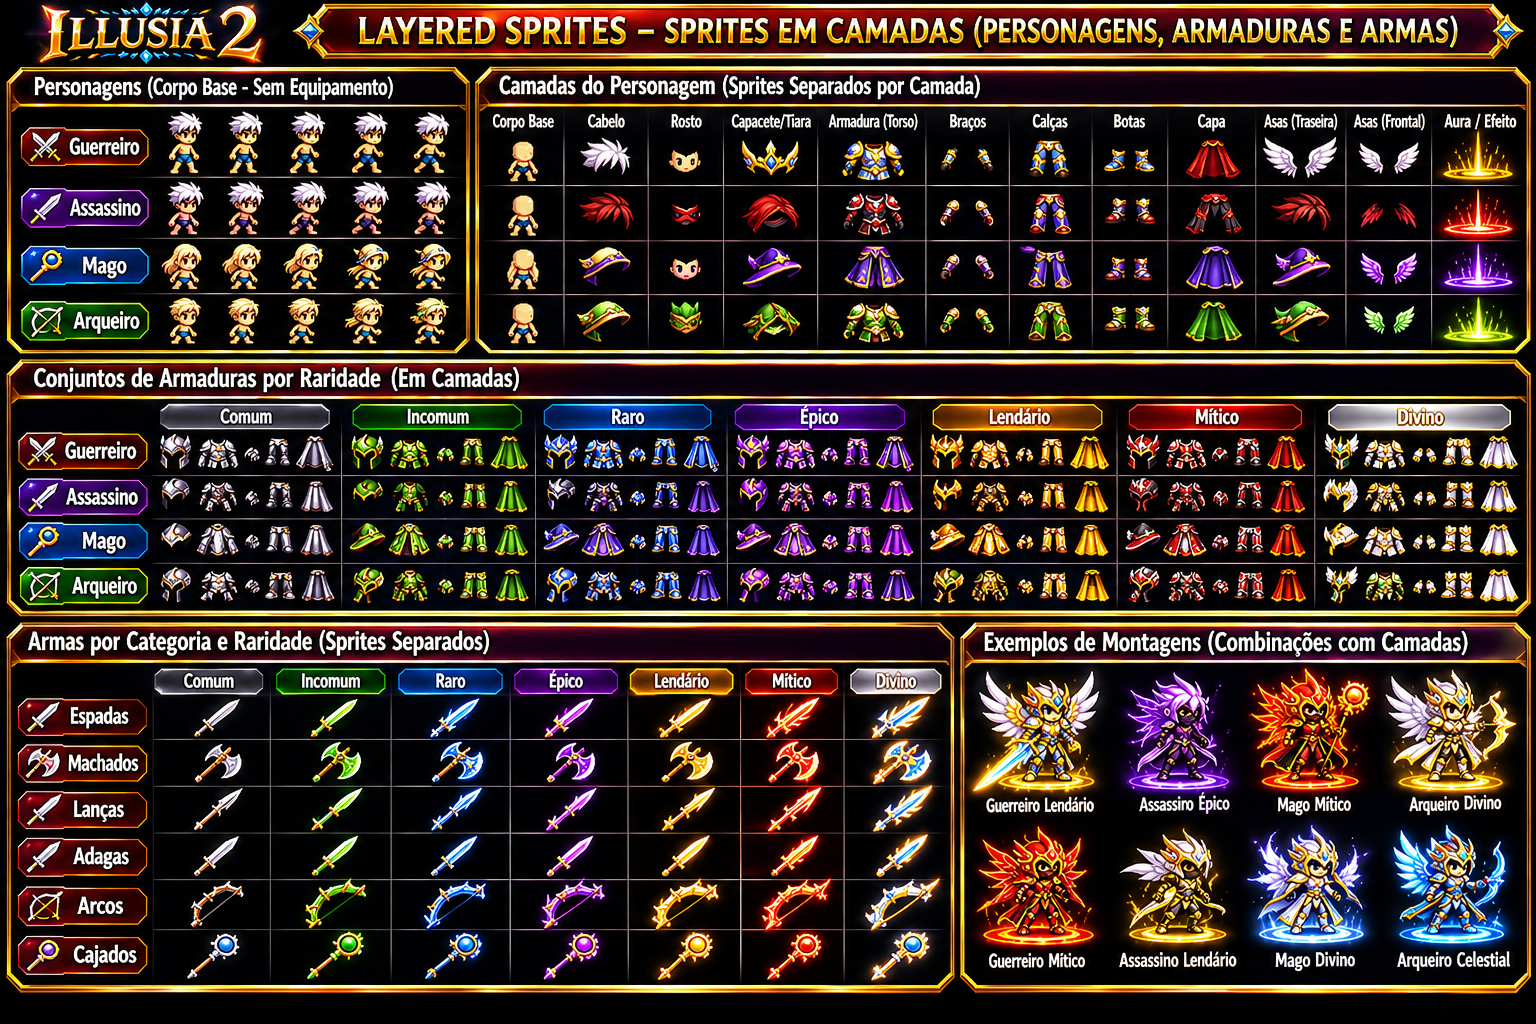 ILLUSIA 2
LAYERED SPRITES – SPRITES EM CAMADAS (PERSONAGENS, ARMADURAS E ARMAS)
Personagens (Corpo Base - Sem Equipamento)
Guerreiro
Assassino
Mago
Arqueiro
Camadas do Personagem (Sprites Separados por Camada)
Corpo Base Cabelo Rosto Capacete/Tiara Armadura (Torso) Braços Calças Botas Capa Asas (Traseira) Asas (Frontal) Aura / Efeito
Conjuntos de Armaduras por Raridade (Em Camadas)
Comum Incomum Raro Épico Lendário Mítico Divino
Guerreiro
Assassino
Mago
Arqueiro
Armas por Categoria e Raridade (Sprites Separados)
Comum Incomum Raro Épico Lendário Mítico Divino
Espadas
Machados
Lanças
Adagas
Arcos
Cajados
Exemplos de Montagens (Combinações com Camadas)
Guerreiro Lendário Assassino Épico Mago Mítico Arqueiro Divino
Guerreiro Mítico Assassino Lendário Mago Divino Arqueiro Celestial